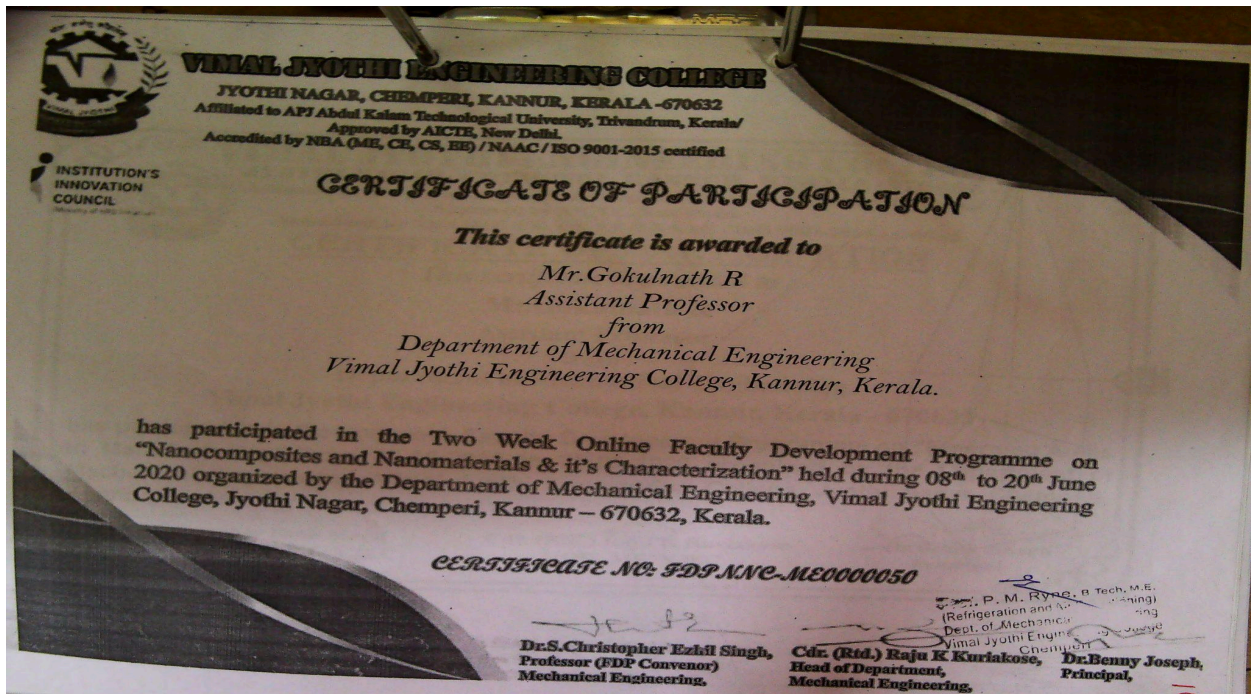 VIMAL JYOTHI ENGINEERING COLLEGE
JYOTHI NAGAR, CHEMPERI, KANNUR, KERALA -670632
Affiliated to APJ Abdul Kalam Technological University, Trivandrum, Kerala/
Approved by AICTE, New Delhi.
Accredited by NBA (ME, CE, CS, EE) / NAAC / ISO 9001-2015 certified
INSTITUTION'S
INNOVATION
COUNCIL
CERTIFICATE OF PARTICIPATION
This certificate is awarded to
Mr.Gokulnath R
Assistant Professor
from
Department of Mechanical Engineering
Vimal Jyothi Engineering College, Kannur, Kerala.
has participated in the Two Week Online Faculty Development Programme on
“Nanocomposites and Nanomaterials & it's Characterization” held during 08th to 20th June
2020 organized by the Department of Mechanical Engineering, Vimal Jyothi Engineering
College, Jyothi Nagar, Chemperi, Kannur – 670632, Kerala.
CERTIFICATE NO: FDPNNC-ME0000050
P. M. Ryne, B Tech, M.E.
(Refrigeration and
Dept. of
Vimal Jyothi
Chemperi
Dr.S.Christopher Ezhil Singh,
Professor (FDP Convenor)
Mechanical Engineering,
Cdr. (Rtd.) Raju K Kuriakose,
Head of Department,
Mechanical Engineering,
Dr.Benny Joseph,
Principal,